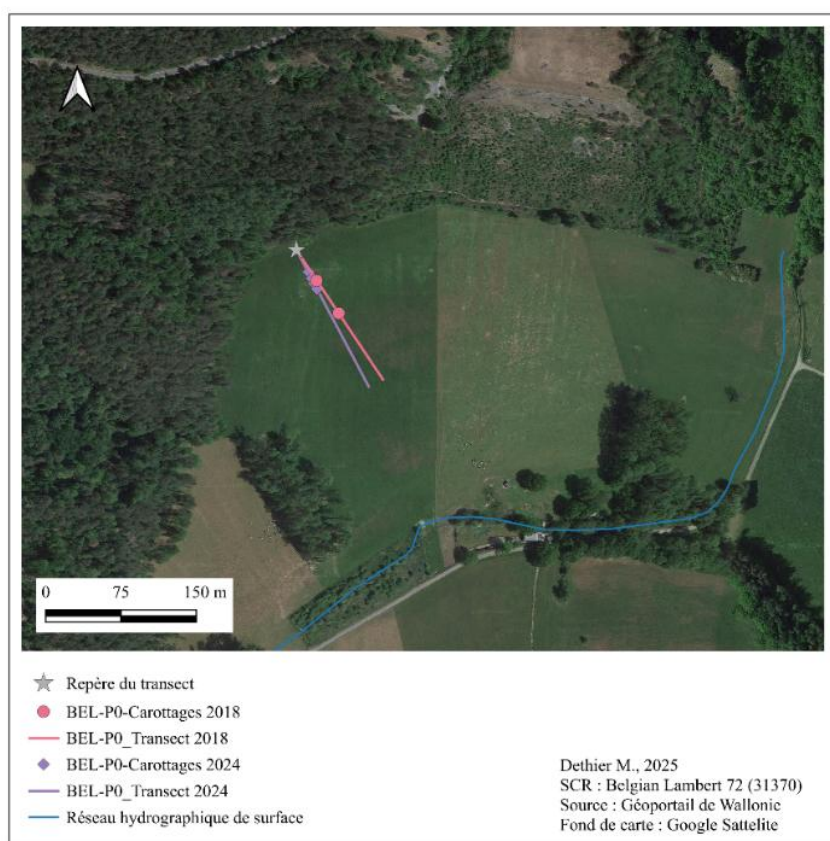 0 75 150 m
Repère du transect
BEL-P0-Carottages 2018
BEL-P0_Transect 2018
BEL-P0-Carottages 2024
BEL-P0_Transect 2024
Réseau hydrographique de surface
Dethier M., 2025
SCR : Belgian Lambert 72 (31370)
Source : Géoportail de Wallonie
Fond de carte : Google Sattelite